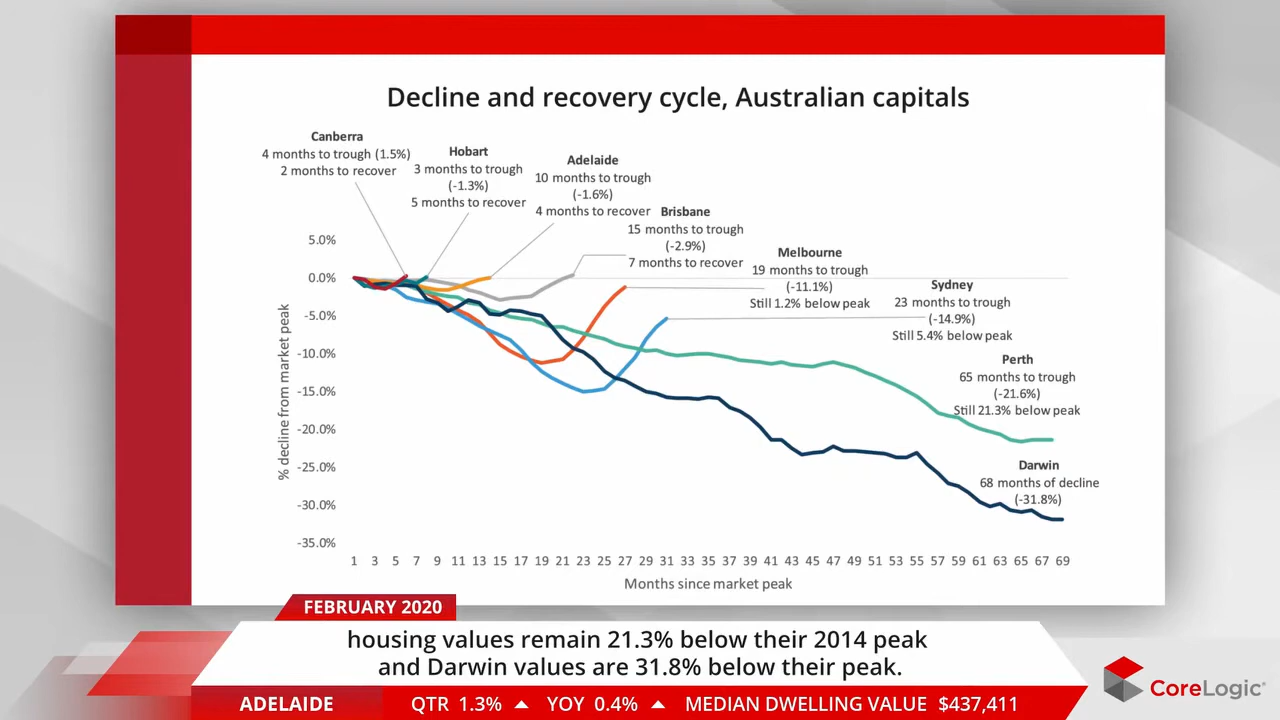 Decline and recovery cycle, Australian capitals
Canberra
4 months to trough (1.5%)
2 months to recover
Hobart
3 months to trough
(-1.3%)
5 months to recover
Adelaide
10 months to trough
(-1.6%)
4 months to recover
Brisbane
15 months to trough
(-2.9%)
7 months to recover
Melbourne
19 months to trough
(-11.1%)
Still 1.2% below peak
Sydney
23 months to trough
(-14.9%)
Still 5.4% below peak
Perth
65 months to trough
(-21.6%)
Still 21.3% below peak
Darwin
68 months of decline
(-31.8%)
% decline from market peak
5.0%
0.0%
-5.0%
-10.0%
-15.0%
-20.0%
-25.0%
-30.0%
-35.0%
1 3 5 7 9 11 13 15 17 19 21 23 25 27 29 31 33 35 37 39 41 43 45 47 49 51 53 55 57 59 61 63 65 67 69
Months since market peak
FEBRUARY 2020
housing values remain 21.3% below their 2014 peak
and Darwin values are 31.8% below their peak.
ADELAIDE QTR 1.3% YOY 0.4% MEDIAN DWELLING VALUE $437,411
CoreLogic®